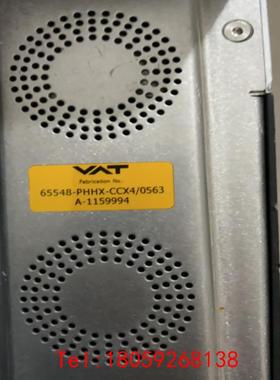 VAT
Fabrication No.
65548-PHHX-CCX4/0563
A-1159994
Tel:18059268138